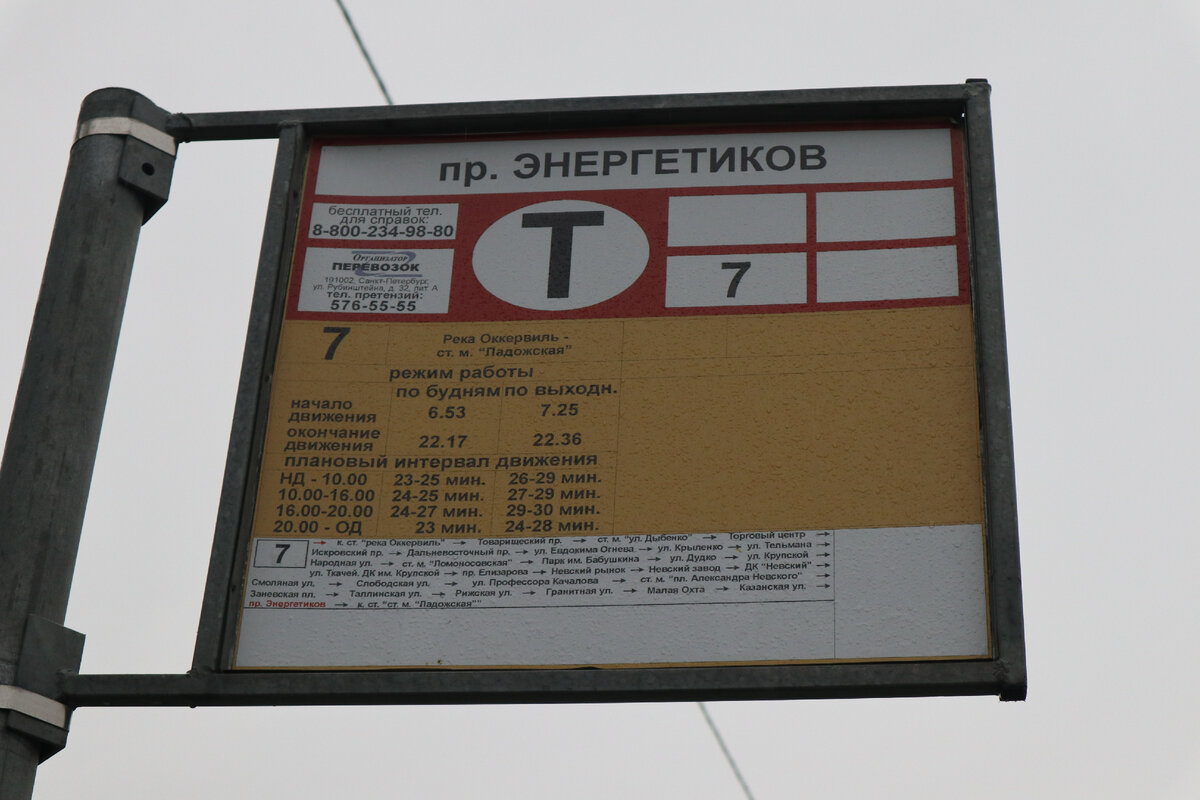 пр. ЭНЕРГЕТИКОВ
бесплатный тел.
для справок:
8-800-234-98-80
Т
Организатор
ПЕРЕВОЗОК
191002, Санкт-Петербург,
ул. Рубинштейна, д. 32, лит. А
тел. претензий:
576-55-55
7
7
Река Оккервиль -
ст. м. "Ладожская"
режим работы
по будням по выходн.
начало движения 6.53 7.25
окончание движения 22.17 22.36
плановый интервал движения
НД - 10.00 23-25 мин. 26-29 мин.
10.00-16.00 24-25 мин. 27-29 мин.
16.00-20.00 24-27 мин. 29-30 мин.
20.00 - ОД 23 мин. 24-28 мин.
7
→ к. ст. "река Оккервиль" → Товарищеский пр. → ст. м. "ул. Дыбенко" → Торговый центр →
Искровский пр. → Дальневосточный пр. → ул. Евдокима Огнева → ул. Крыленко → ул. Тельмана →
Народная ул. → ст. м. "Ломоносовская" → Парк им. Бабушкина → ул. Дудко → ул. Крупской →
ул. Ткачей, ДК им. Крупской → пр. Елизарова → Невский рынок → Невский завод → ДК "Невский" →
Смоляная ул. → Слободская ул. → ул. Профессора Качалова → ст. м. "пл. Александра Невского" →
Заневская пл. → Таллинская ул. → Рижская ул. → Гранитная ул. → Малая Охта → Казанская ул. →
пр. Энергетиков → к. ст. "ст. м. "Ладожская""